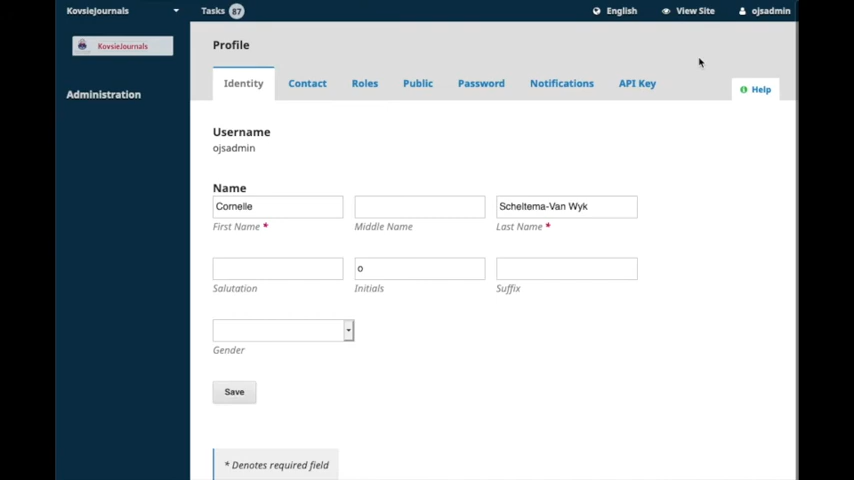 KovsieJournals Tasks 87 English View Site ojsadmin
KovsieJournals
Administration
Profile
Identity Contact Roles Public Password Notifications API Key
Help
Username
ojsadmin
Name
Cornelle Scheltema-Van Wyk
First Name * Middle Name Last Name *
o
Salutation Initials Suffix
Gender
Save
* Denotes required field